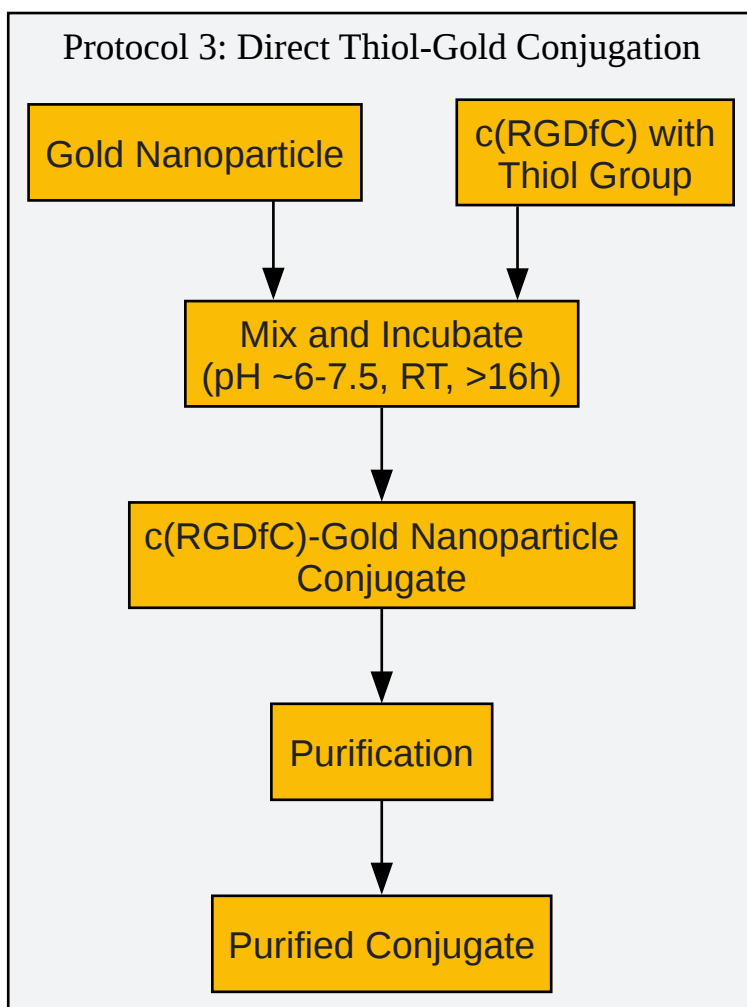 Protocol 3: Direct Thiol-Gold Conjugation
Gold Nanoparticle
c(RGDfC) with
Thiol Group
Mix and Incubate
(pH ~6-7.5, RT, >16h)
c(RGDfC)-Gold Nanoparticle
Conjugate
Purification
Purified Conjugate